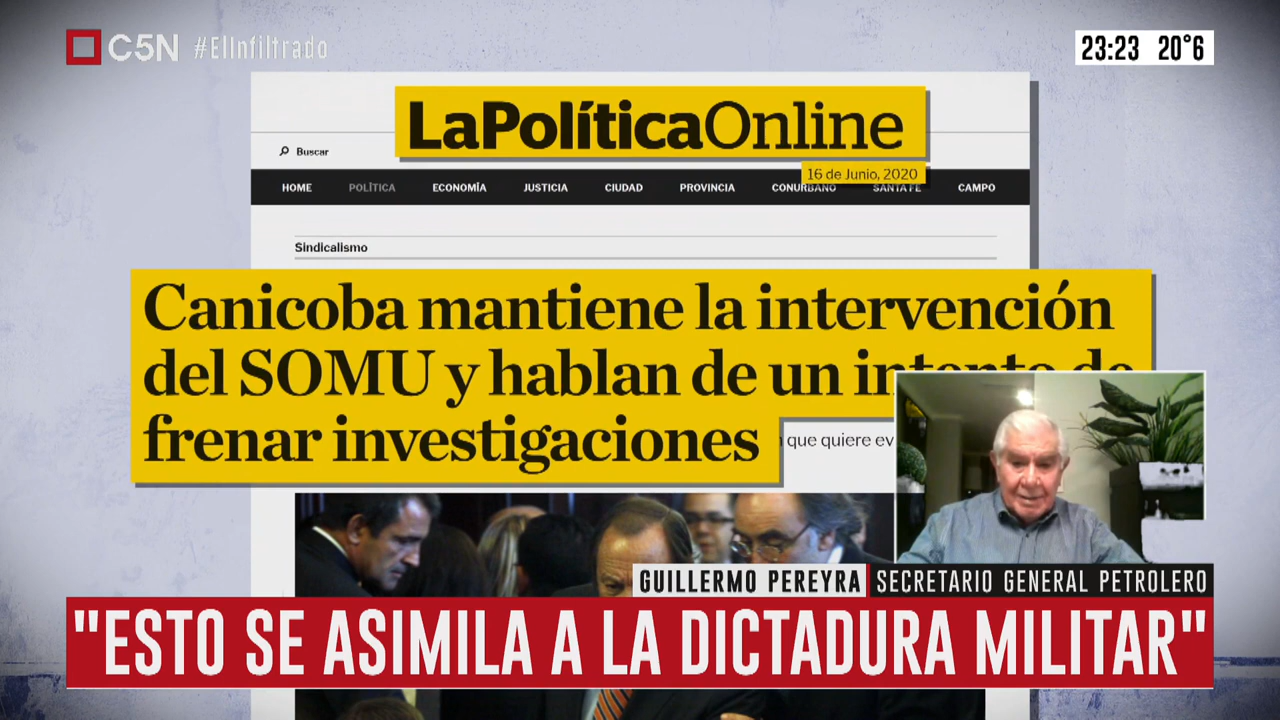 C5N #ElInfiltrado
23:23 20°6
LaPolíticaOnline
16 de Junio, 2020
Buscar
HOME POLÍTICA ECONOMÍA JUSTICIA CIUDAD PROVINCIA CONURBANO SANTA FE CAMPO
Sindicalismo
Canicoba mantiene la intervención
del SOMU y hablan de un intento de
frenar investigaciones
que quiere
GUILLERMO PEREYRA SECRETARIO GENERAL PETROLERO
"ESTO SE ASIMILA A LA DICTADURA MILITAR"